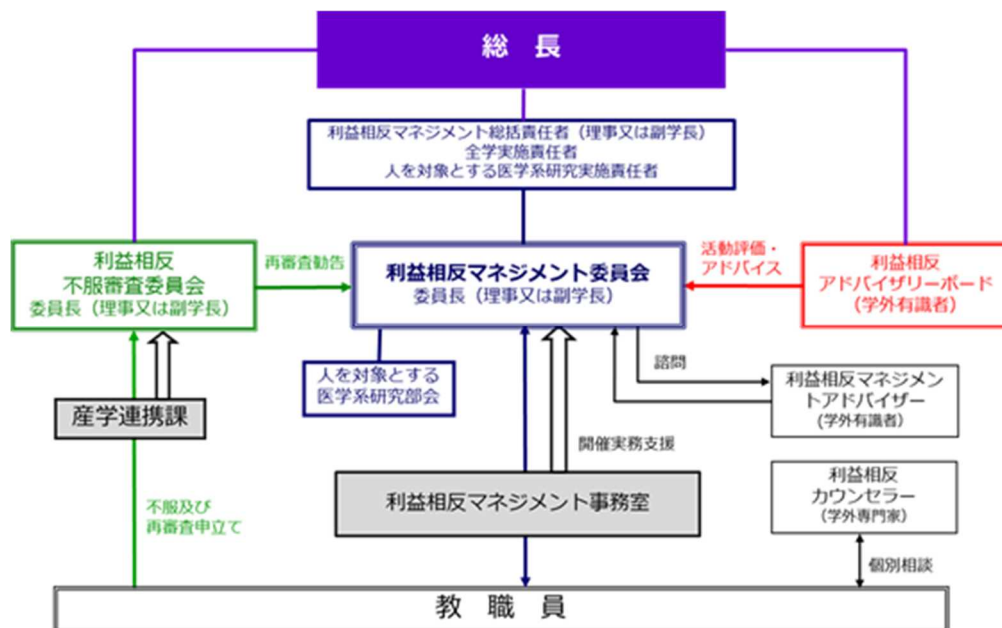 総　長
利益相反マネジメント総括責任者（理事又は副学長）
全学実施責任者
人を対象とする医学系研究実施責任者
利益相反
不服審査委員会
委員長（理事又は副学長）
再審査勧告
利益相反マネジメント委員会
委員長（理事又は副学長）
活動評価・
アドバイス
利益相反
アドバイザリーボード
（学外有識者）
人を対象とする
医学系研究部会
諮問
利益相反マネジメン
トアドバイザー
（学外有識者）
産学連携課
開催実務支援
利益相反マネジメント事務室
利益相反
カウンセラー
（学外専門家）
不服及び
再審査申立て
個別相談
教　職　員